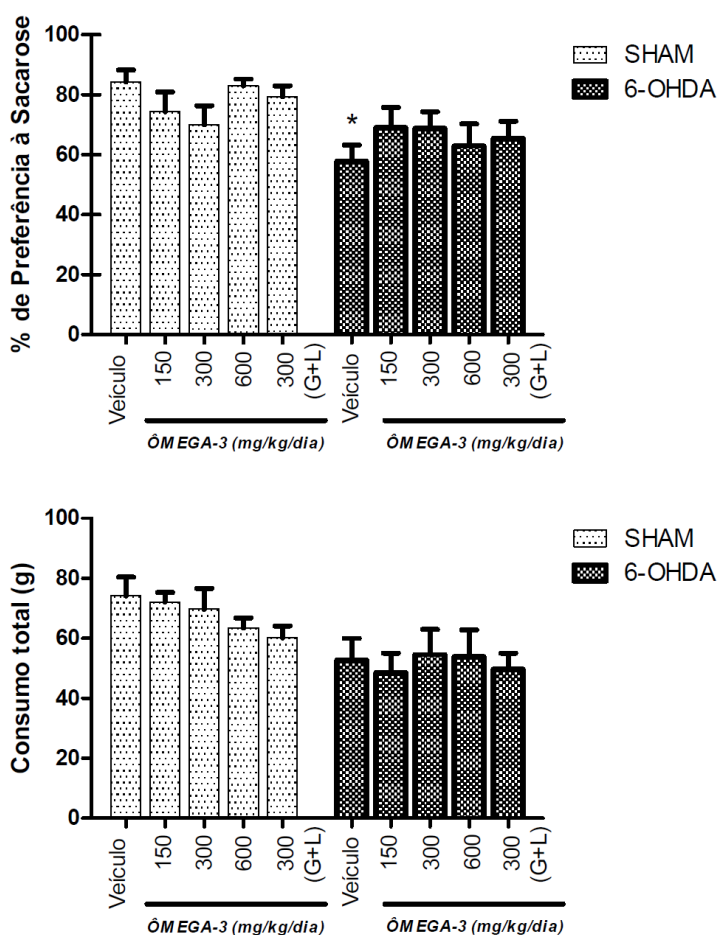 % de Preferência à Sacarose
100
80
60
40
20
0
*
SHAM
6-OHDA
Veículo
150
300
600
300
(G+L)
Veículo
150
300
600
300
(G+L)
ÔMEGA-3 (mg/kg/dia)
ÔMEGA-3 (mg/kg/dia)
Consumo total (g)
100
80
60
40
20
0
SHAM
6-OHDA
Veículo
150
300
600
300
(G+L)
Veículo
150
300
600
300
(G+L)
ÔMEGA-3 (mg/kg/dia)
ÔMEGA-3 (mg/kg/dia)